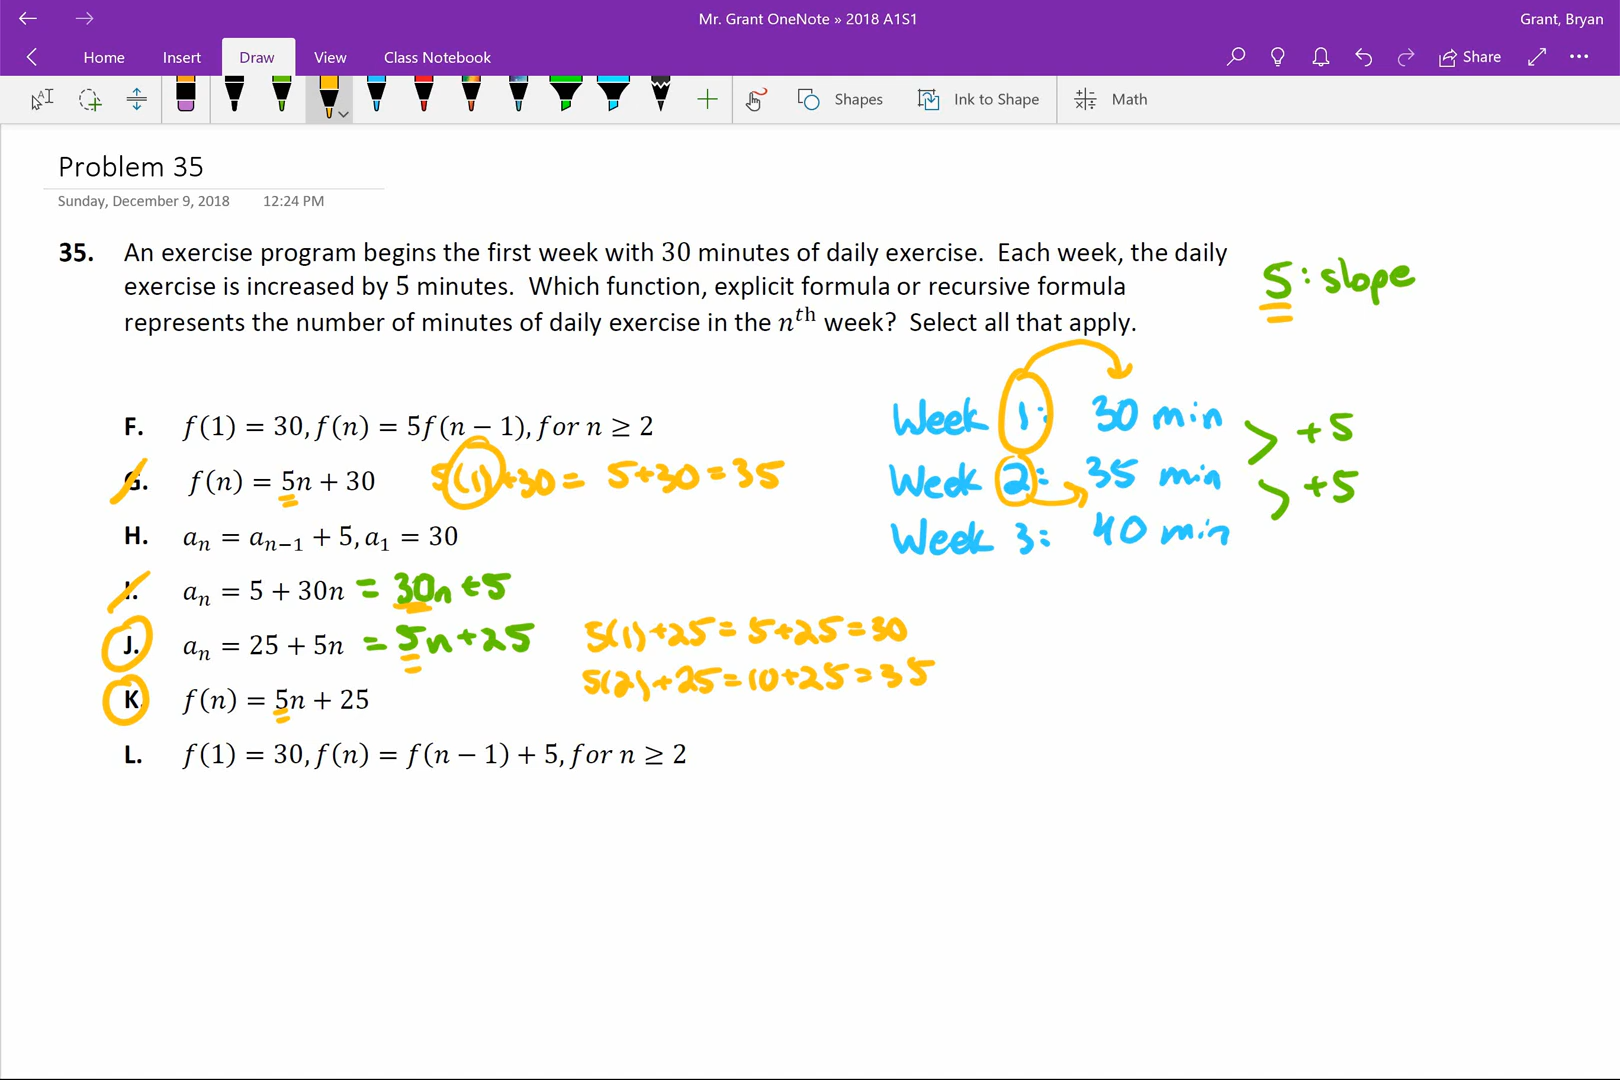 Mr. Grant OneNote » 2018 A1S1
Grant, Bryan
Home Insert Draw View Class Notebook
Share
Shapes Ink to Shape Math
Problem 35
Sunday, December 9, 2018 12:24 PM
35. An exercise program begins the first week with 30 minutes of daily exercise. Each week, the daily
exercise is increased by 5 minutes. Which function, explicit formula or recursive formula
represents the number of minutes of daily exercise in the nᵗʰ week? Select all that apply.
5 : slope
F. f(1) = 30, f(n) = 5f(n − 1), for n ≥ 2
Week 1: 30 min
> +5
G. f(n) = 5n + 30 5(1)+30 = 5+30=35
Week 2: 35 min
> +5
H. aₙ = aₙ₋₁ + 5, a₁ = 30
Week 3: 40 min
I. aₙ = 5 + 30n = 30n+5
J. aₙ = 25 + 5n = 5n+25 5(1)+25 = 5+25=30
5(2)+25=10+25=35
K. f(n) = 5n + 25
L. f(1) = 30, f(n) = f(n − 1) + 5, for n ≥ 2